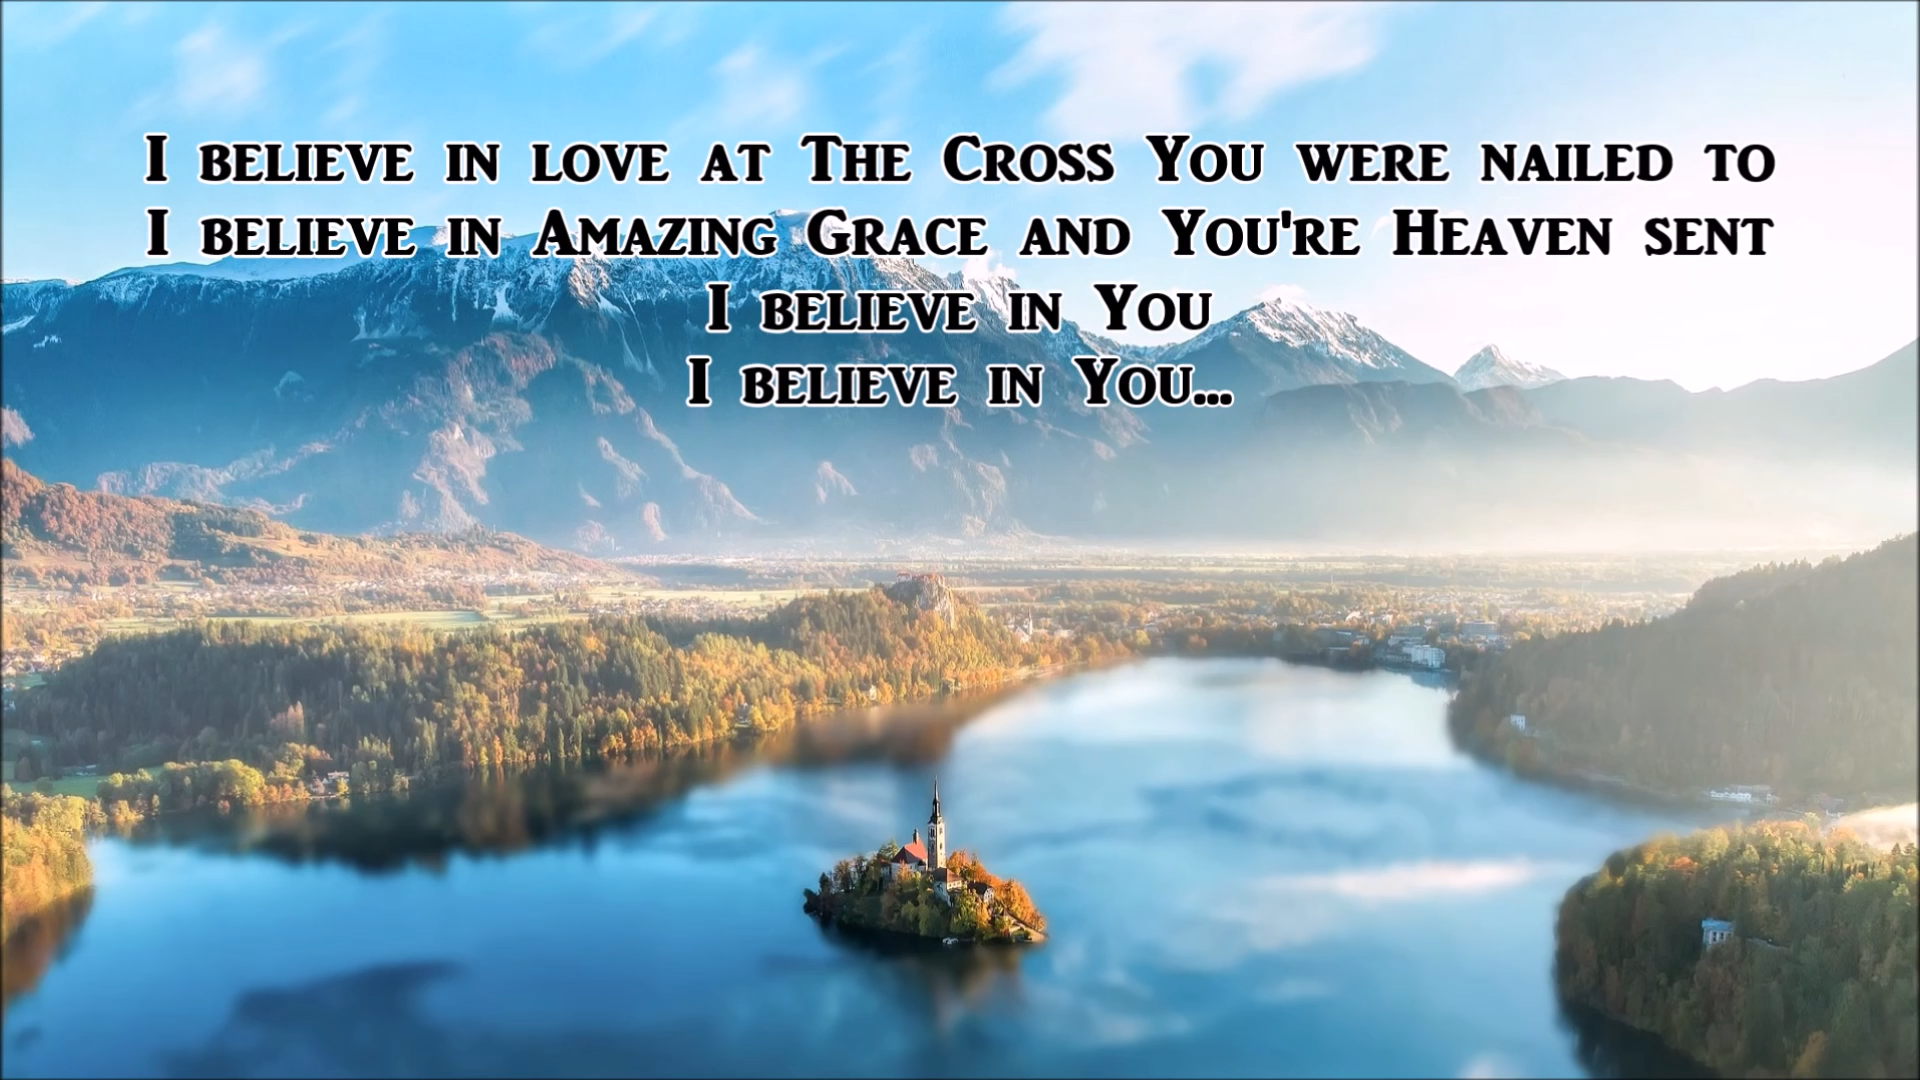 I believe in love at The Cross You were nailed to
I believe in Amazing Grace and You're Heaven sent
I believe in You
I believe in You...